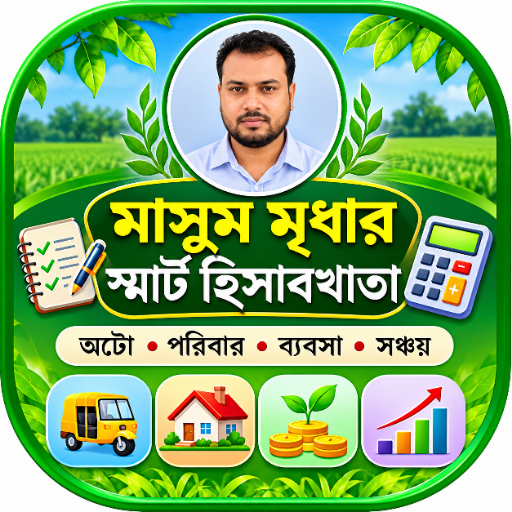 মাসুম মৃধার
স্মার্ট হিসাবখাতা
অটো • পরিবার • ব্যবসা • সঞ্চয়